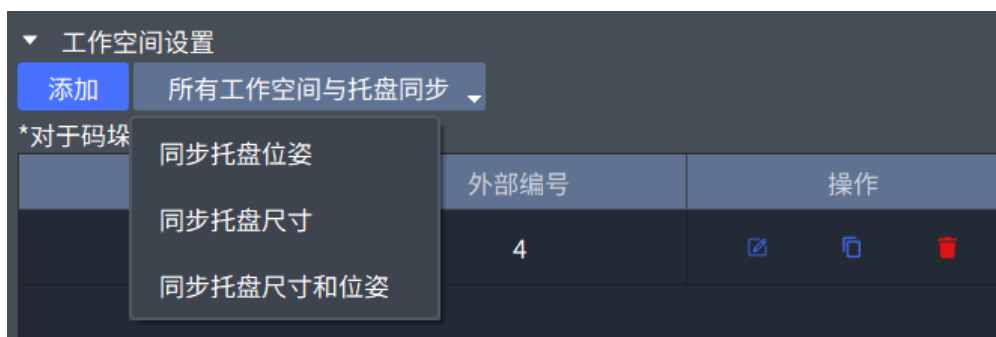 工作空间设置
添加 所有工作空间与托盘同步
*对于码垛
同步托盘位姿
外部编号 操作
同步托盘尺寸
4
同步托盘尺寸和位姿